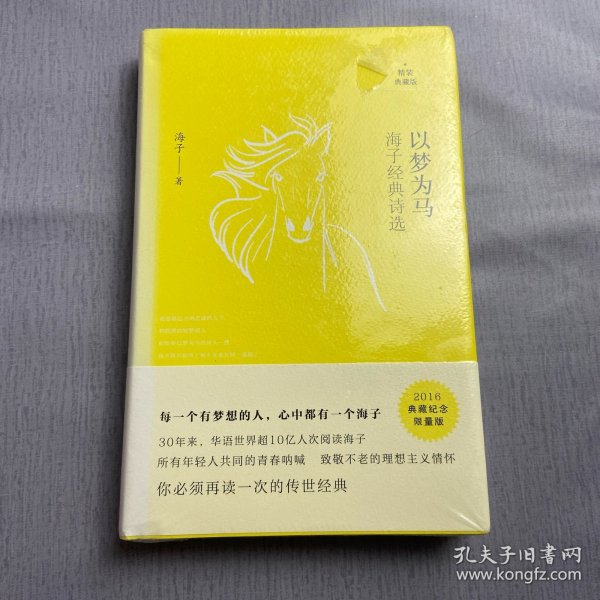 精装
典藏版
以梦为马
海子经典诗选
海子——著
每一个有梦想的人，心中都有一个海子
30年来，华语世界超10亿人次阅读海子
所有年轻人共同的青春呐喊 致敬不老的理想主义情怀
你必须再读一次的传世经典
2016
典藏纪念
限量版
孔夫子旧书网
www.kongfz.com